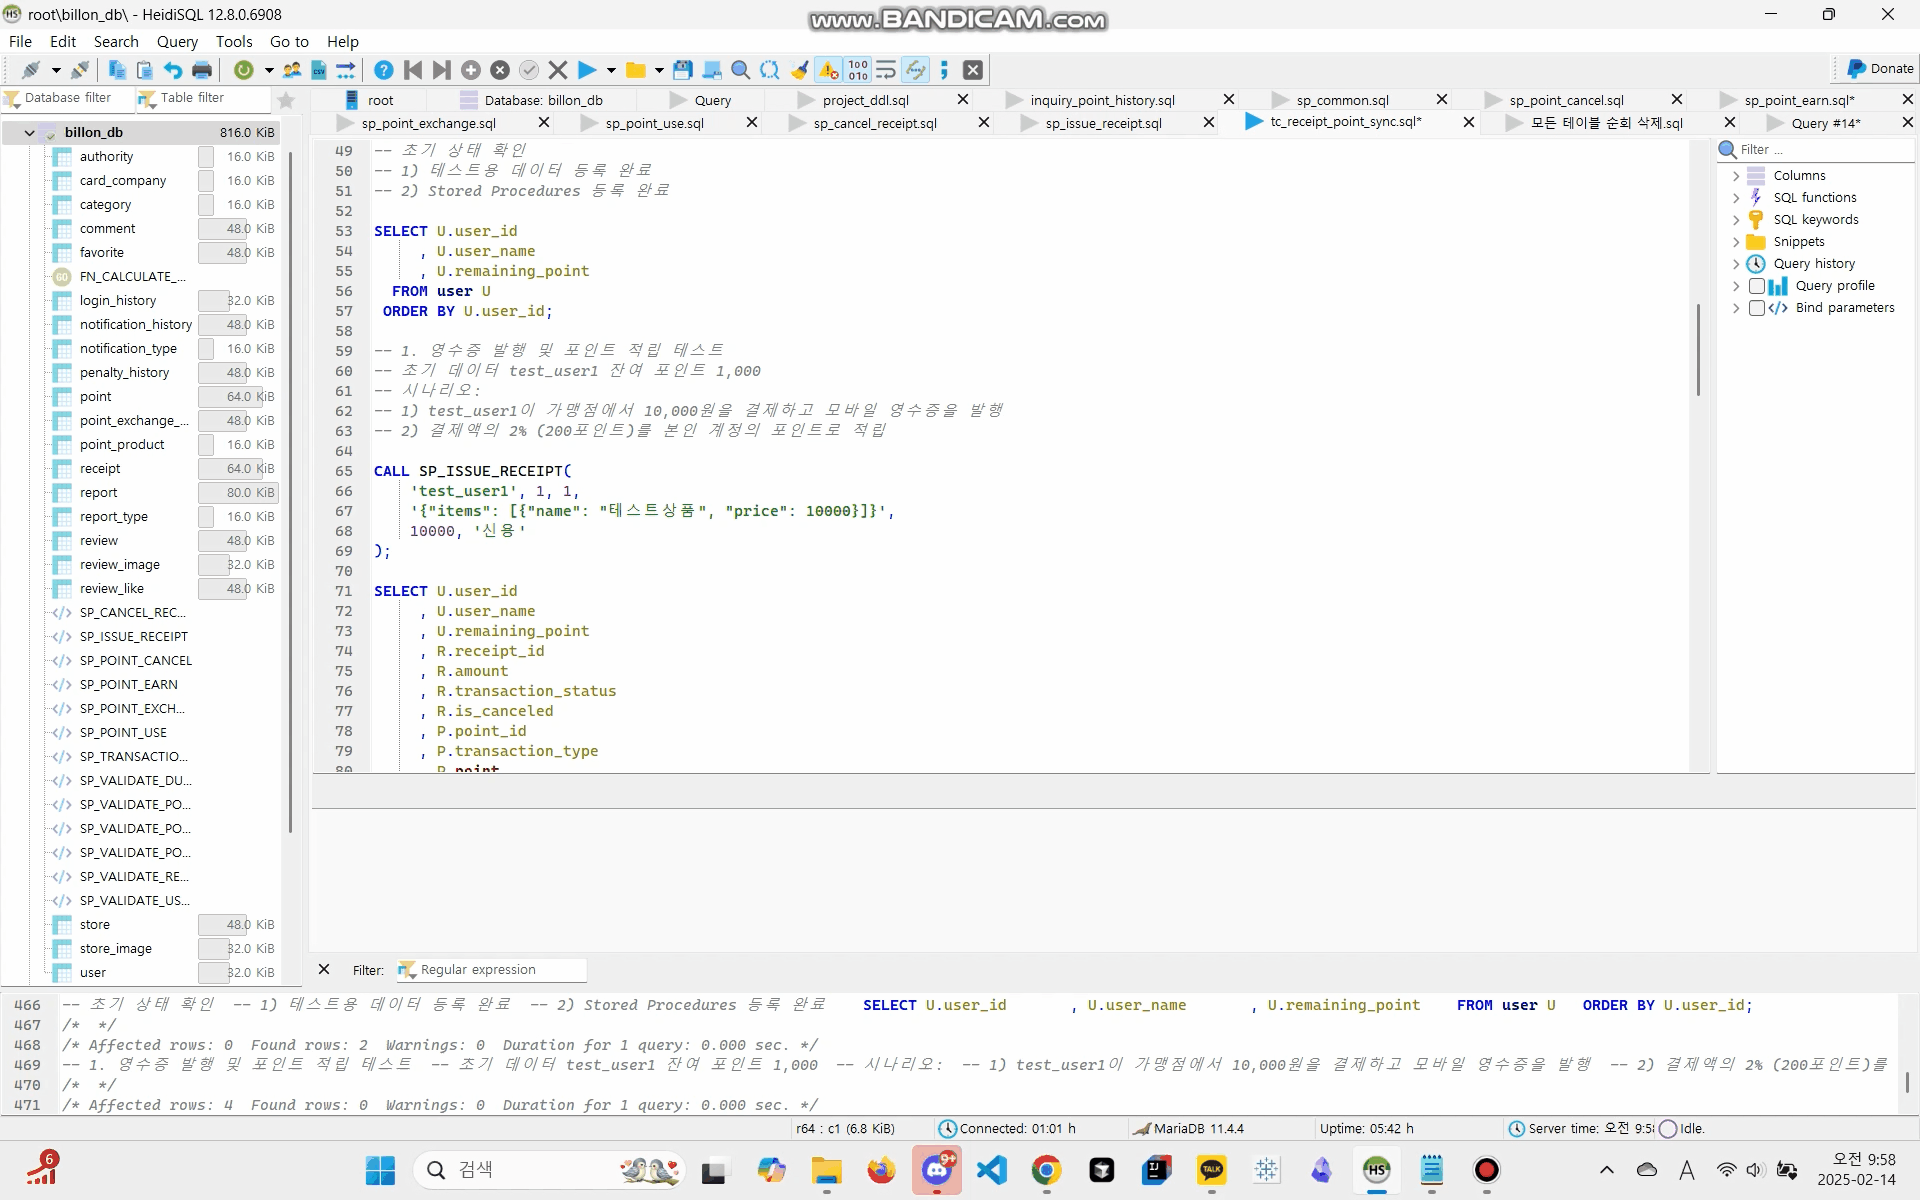 root\billon_db\ - HeidiSQL 12.8.0.6908
www.BANDICAM.com
File Edit Search Query Tools Go to Help
Donate
Database filter Table filter
root Database: billon_db Query project_ddl.sql inquiry_point_history.sql sp_common.sql sp_point_cancel.sql sp_point_earn.sql*
sp_point_exchange.sql sp_point_use.sql sp_cancel_receipt.sql sp_issue_receipt.sql tc_receipt_point_sync.sql* 모든 테이블 순회 삭제.sql Query #14*
billon_db 816.0 KiB
authority 16.0 KiB
card_company 16.0 KiB
category 16.0 KiB
comment 48.0 KiB
favorite 48.0 KiB
FN_CALCULATE_...
login_history 32.0 KiB
notification_history 48.0 KiB
notification_type 16.0 KiB
penalty_history 48.0 KiB
point 64.0 KiB
point_exchange_... 48.0 KiB
point_product 16.0 KiB
receipt 64.0 KiB
report 80.0 KiB
report_type 16.0 KiB
review 48.0 KiB
review_image 32.0 KiB
review_like 48.0 KiB
SP_CANCEL_REC...
SP_ISSUE_RECEIPT
SP_POINT_CANCEL
SP_POINT_EARN
SP_POINT_EXCH...
SP_POINT_USE
SP_TRANSACTIO...
SP_VALIDATE_DU...
SP_VALIDATE_PO...
SP_VALIDATE_PO...
SP_VALIDATE_PO...
SP_VALIDATE_RE...
SP_VALIDATE_US...
store 48.0 KiB
store_image 32.0 KiB
user 32.0 KiB
49 -- 초기 상태 확인
50 -- 1) 테스트용 데이터 등록 완료
51 -- 2) Stored Procedures 등록 완료
52
53 SELECT U.user_id
54 , U.user_name
55 , U.remaining_point
56 FROM user U
57 ORDER BY U.user_id;
58
59 -- 1. 영수증 발행 및 포인트 적립 테스트
60 -- 초기 데이터 test_user1 잔여 포인트 1,000
61 -- 시나리오:
62 -- 1) test_user1이 가맹점에서 10,000원을 결제하고 모바일 영수증을 발행
63 -- 2) 결제액의 2% (200포인트)를 본인 계정의 포인트로 적립
64
65 CALL SP_ISSUE_RECEIPT(
66 'test_user1', 1, 1,
67 '{"items": [{"name": "테스트상품", "price": 10000}]}',
68 10000, '신용'
69 );
70
71 SELECT U.user_id
72 , U.user_name
73 , U.remaining_point
74 , R.receipt_id
75 , R.amount
76 , R.transaction_status
77 , R.is_canceled
78 , P.point_id
79 , P.transaction_type
80 , P.point
Filter ...
Columns
SQL functions
SQL keywords
Snippets
Query history
Query profile
Bind parameters
Filter: Regular expression
466 -- 초기 상태 확인 -- 1) 테스트용 데이터 등록 완료 -- 2) Stored Procedures 등록 완료 SELECT U.user_id , U.user_name , U.remaining_point FROM user U ORDER BY U.user_id;
467 /* */
468 /* Affected rows: 0 Found rows: 2 Warnings: 0 Duration for 1 query: 0.000 sec. */
469 -- 1. 영수증 발행 및 포인트 적립 테스트 -- 초기 데이터 test_user1 잔여 포인트 1,000 -- 시나리오: -- 1) test_user1이 가맹점에서 10,000원을 결제하고 모바일 영수증을 발행 -- 2) 결제액의 2% (200포인트)를
470 /* */
471 /* Affected rows: 4 Found rows: 0 Warnings: 0 Duration for 1 query: 0.000 sec. */
r64 : c1 (6.8 KiB) Connected: 01:01 h MariaDB 11.4.4 Uptime: 05:42 h Server time: 오전 9:5 Idle.
6 검색 9+ TALK HS A 오전 9:58
2025-02-14